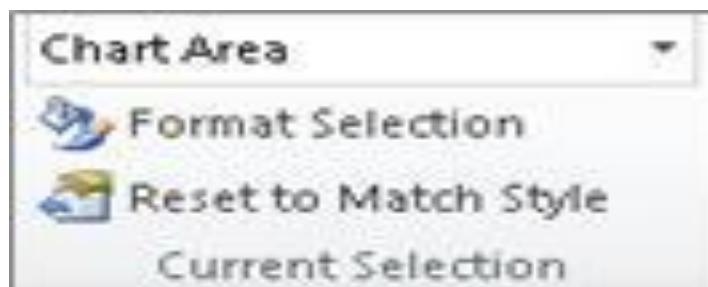 Chart Area
Format Selection
Reset to Match Style
Current Selection